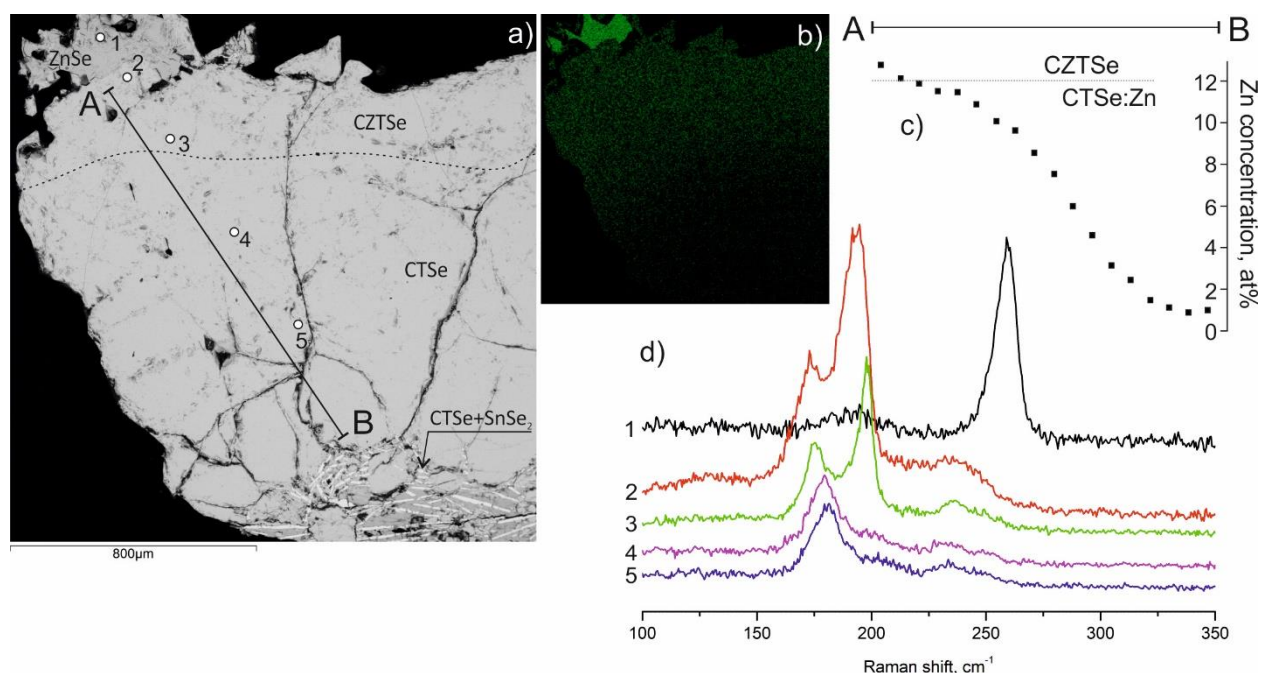 a)
1
ZnSe
2
A
3
CZTSe
4
CTSe
5
B
CTSe+SnSe₂
800µm
b)
A
B
CZTSe
CTSe:Zn
c)
12
10
8
6
4
2
0
Zn concentration, at%
d)
1
2
3
4
5
100
150
200
250
300
350
Raman shift, cm⁻¹